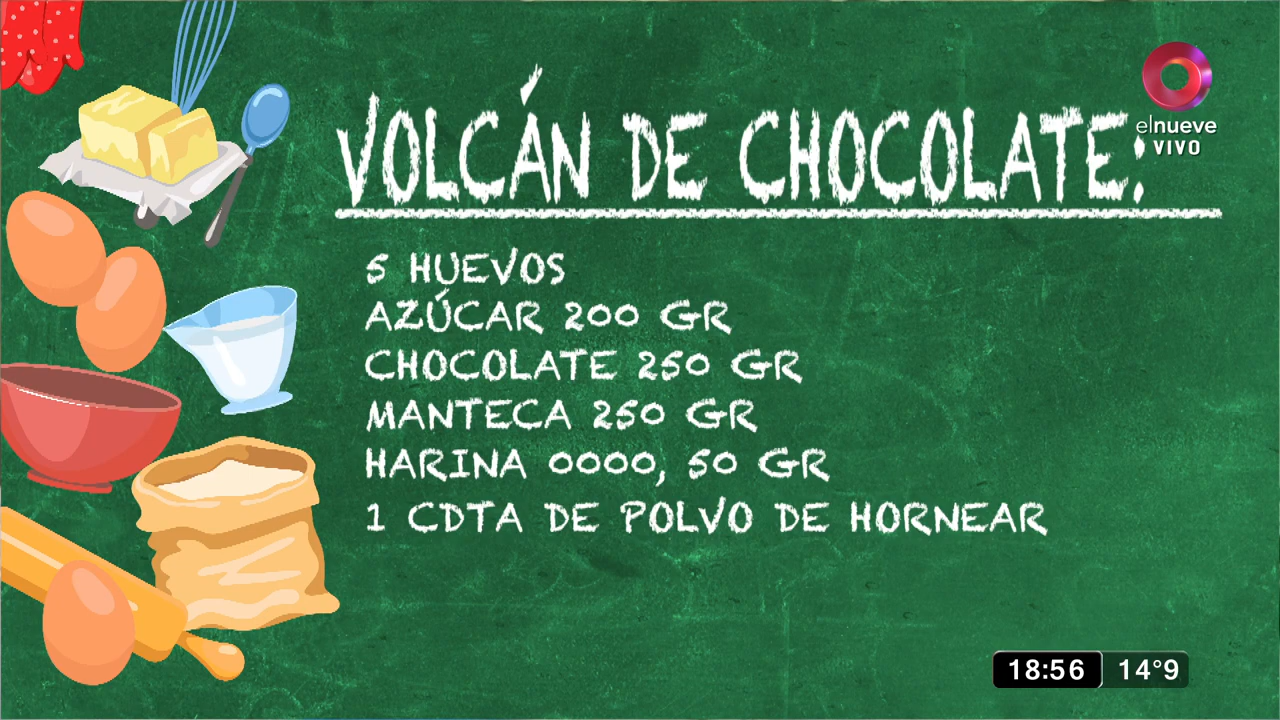 VOLCÁN DE CHOCOLATE:
elnueve
VIVO
5 HUEVOS
AZÚCAR 200 GR
CHOCOLATE 250 GR
MANTECA 250 GR
HARINA 0000, 50 GR
1 CDTA DE POLVO DE HORNEAR
18:56 14°9